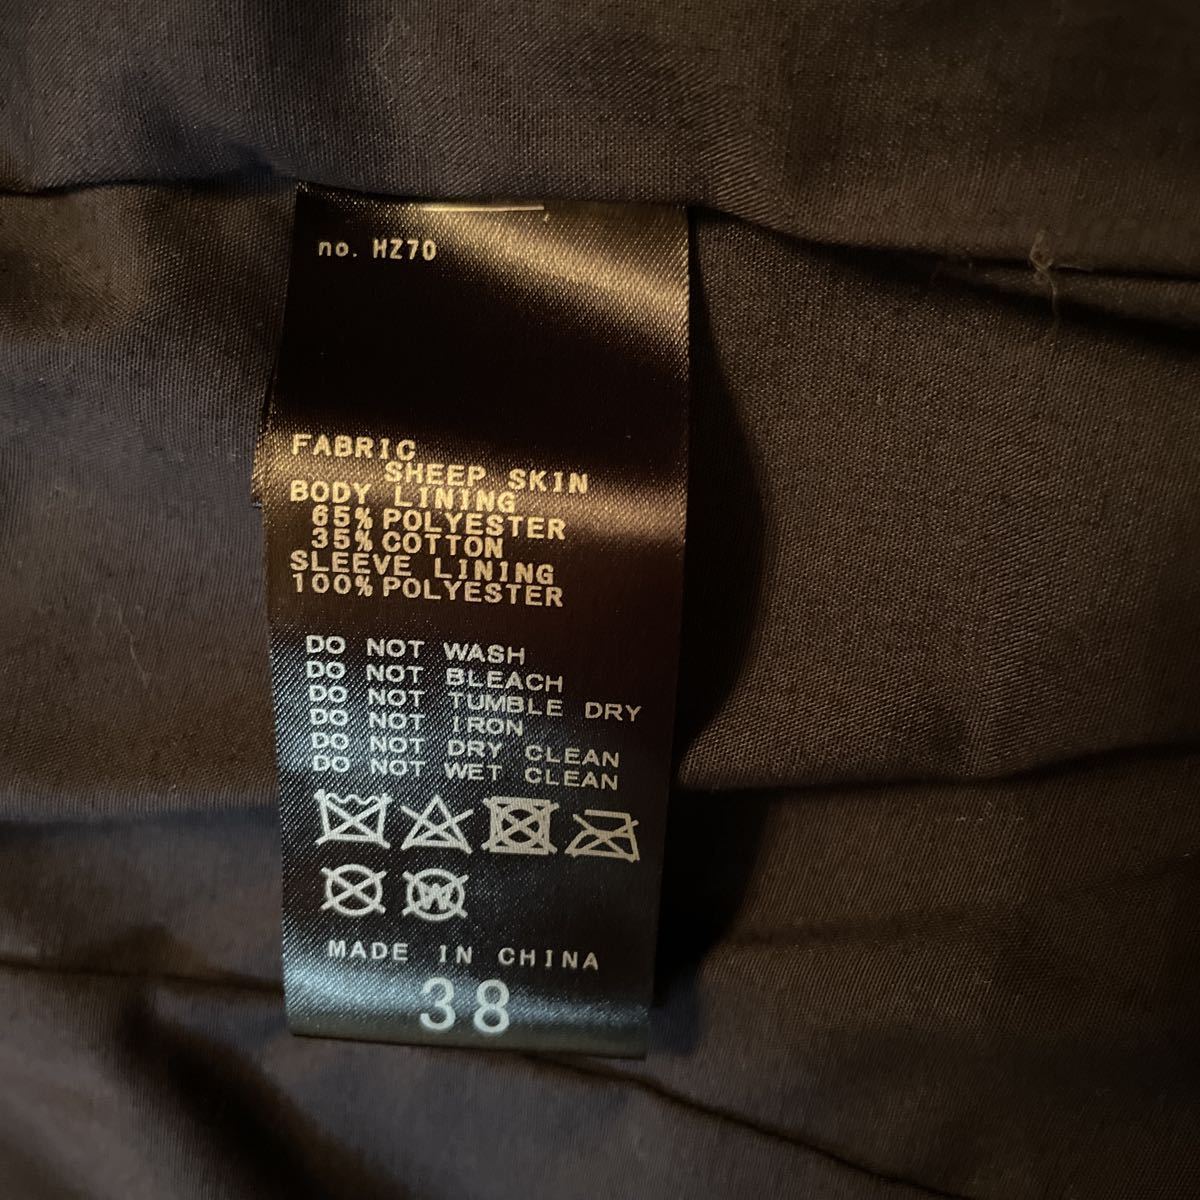 no. HZ70
FABRIC
SHEEP SKIN
BODY LINING
65% POLYESTER
35% COTTON
SLEEVE LINING
100% POLYESTER
DO NOT WASH
DO NOT BLEACH
DO NOT TUMBLE DRY
DO NOT IRON
DO NOT DRY CLEAN
DO NOT WET CLEAN
W
MADE IN CHINA
38